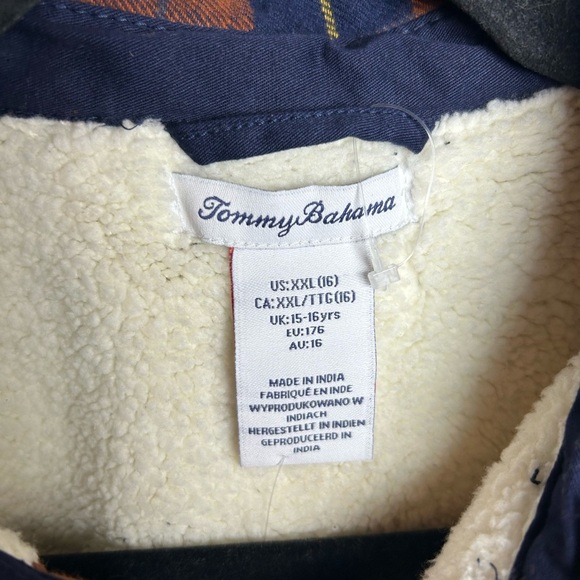 Tommy Bahama
US:XXL(16)
CA:XXL/TTG(16)
UK:15-16yrs
EU:176
AU:16
MADE IN INDIA
FABRIQUÉ EN INDE
WYPRODUKOWANO W
INDIACH
HERGESTELLT IN INDIEN
GEPRODUCEERD IN
INDIA